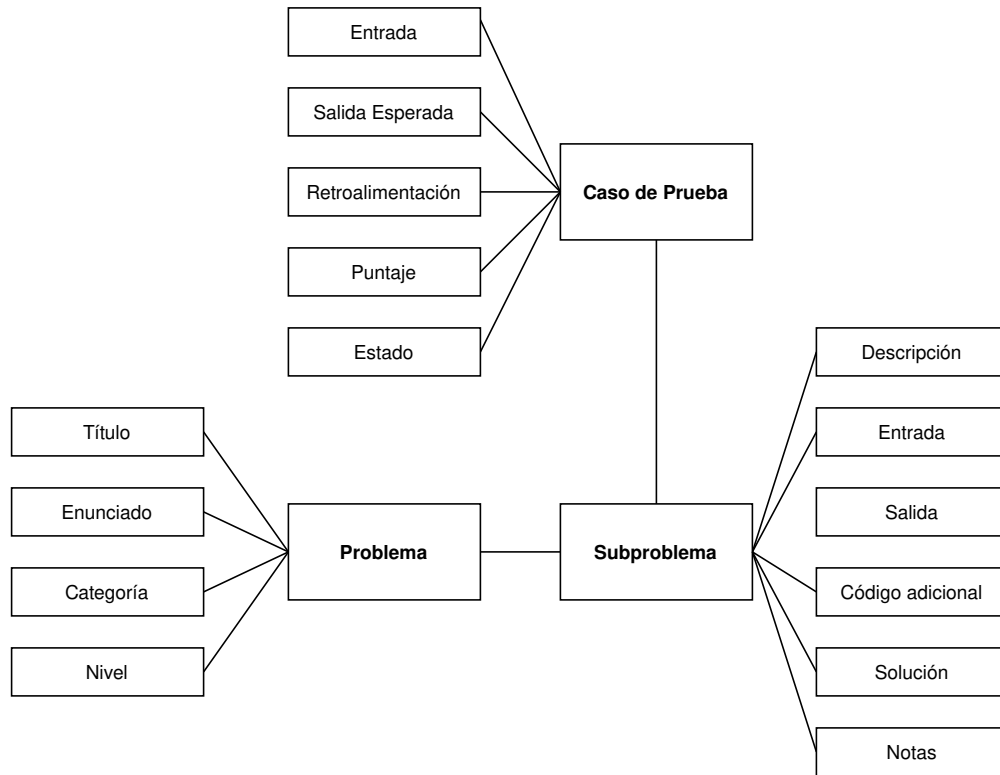 Entrada
Salida Esperada
Caso de Prueba
Retroalimentación
Puntaje
Estado
Descripción
Título
Entrada
Enunciado
Salida
Problema
Subproblema
Categoría
Código adicional
Nivel
Solución
Notas